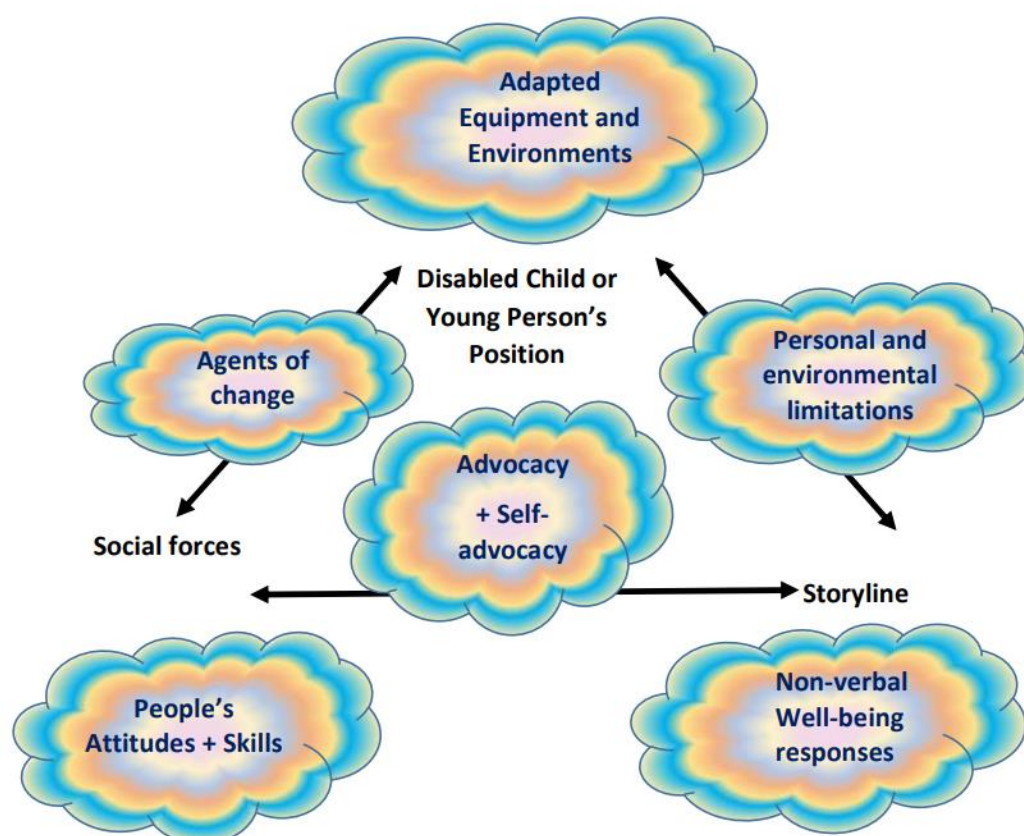 Adapted
Equipment and
Environments
Disabled Child or
Young Person’s
Position
Agents of
change
Personal and
environmental
limitations
Advocacy
+ Self-
advocacy
Social forces
Storyline
People’s
Attitudes + Skills
Non-verbal
Well-being
responses